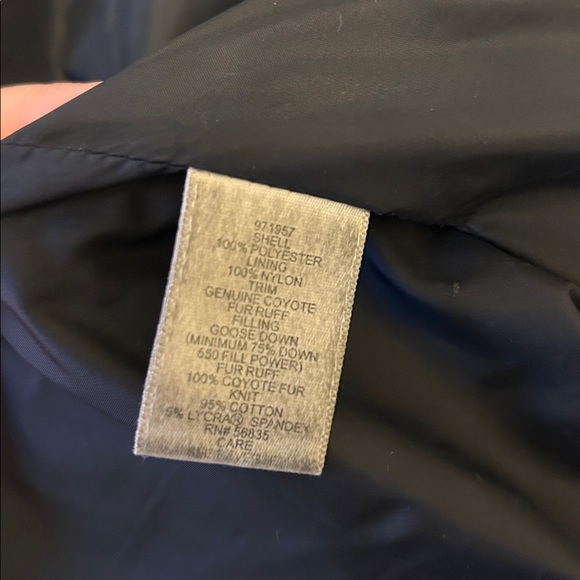 971957
SHELL
100% POLYESTER
LINING
100% NYLON
TRIM
GENUINE COYOTE
FUR RUFF
FILLING
GOOSE DOWN
(MINIMUM 75% DOWN
550 FILL POWER)
FUR RUFF
100% COYOTE FUR
KNIT
95% COTTON
5% LYCRA® SPANDEX
RN# 56835
CARE